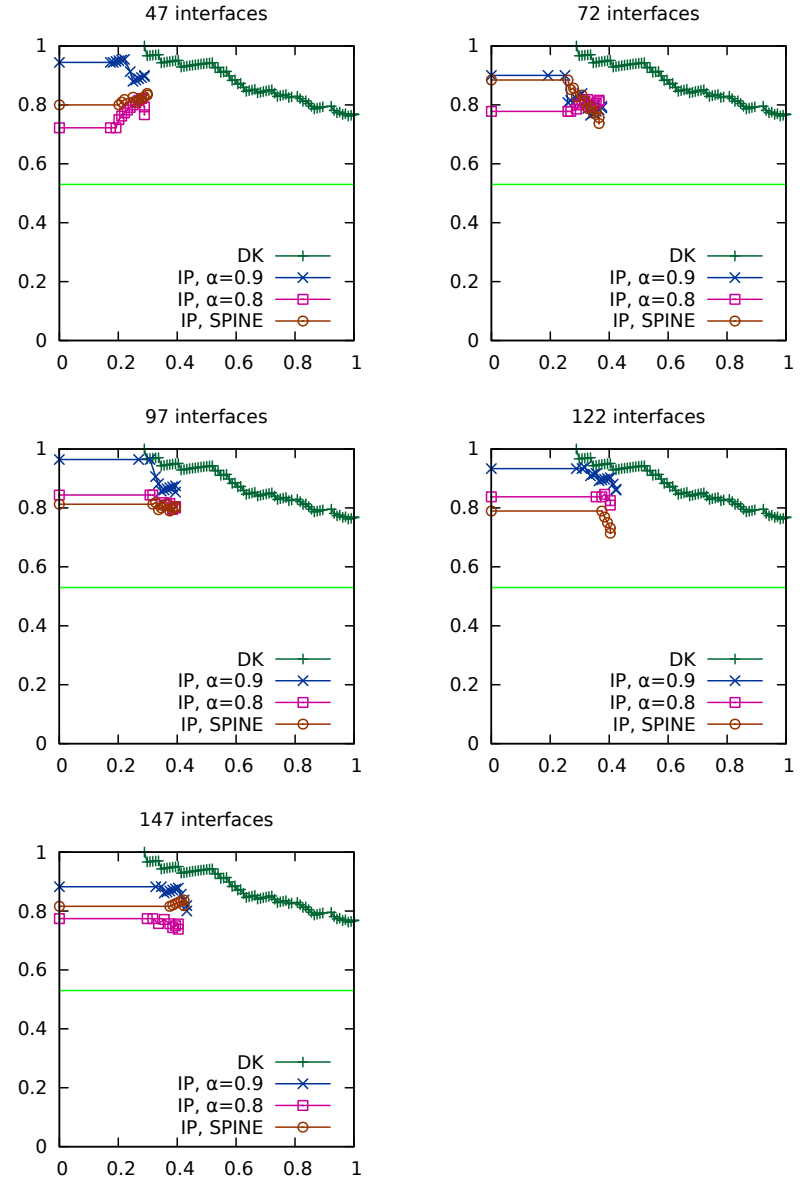 47 interfaces
1
0.8
0.6
0.4
0.2
0
0 0.2 0.4 0.6 0.8 1
DK
IP, α=0.9
IP, α=0.8
IP, SPINE
72 interfaces
1
0.8
0.6
0.4
0.2
0
0 0.2 0.4 0.6 0.8 1
DK
IP, α=0.9
IP, α=0.8
IP, SPINE
97 interfaces
1
0.8
0.6
0.4
0.2
0
0 0.2 0.4 0.6 0.8 1
DK
IP, α=0.9
IP, α=0.8
IP, SPINE
122 interfaces
1
0.8
0.6
0.4
0.2
0
0 0.2 0.4 0.6 0.8 1
DK
IP, α=0.9
IP, α=0.8
IP, SPINE
147 interfaces
1
0.8
0.6
0.4
0.2
0
0 0.2 0.4 0.6 0.8 1
DK
IP, α=0.9
IP, α=0.8
IP, SPINE